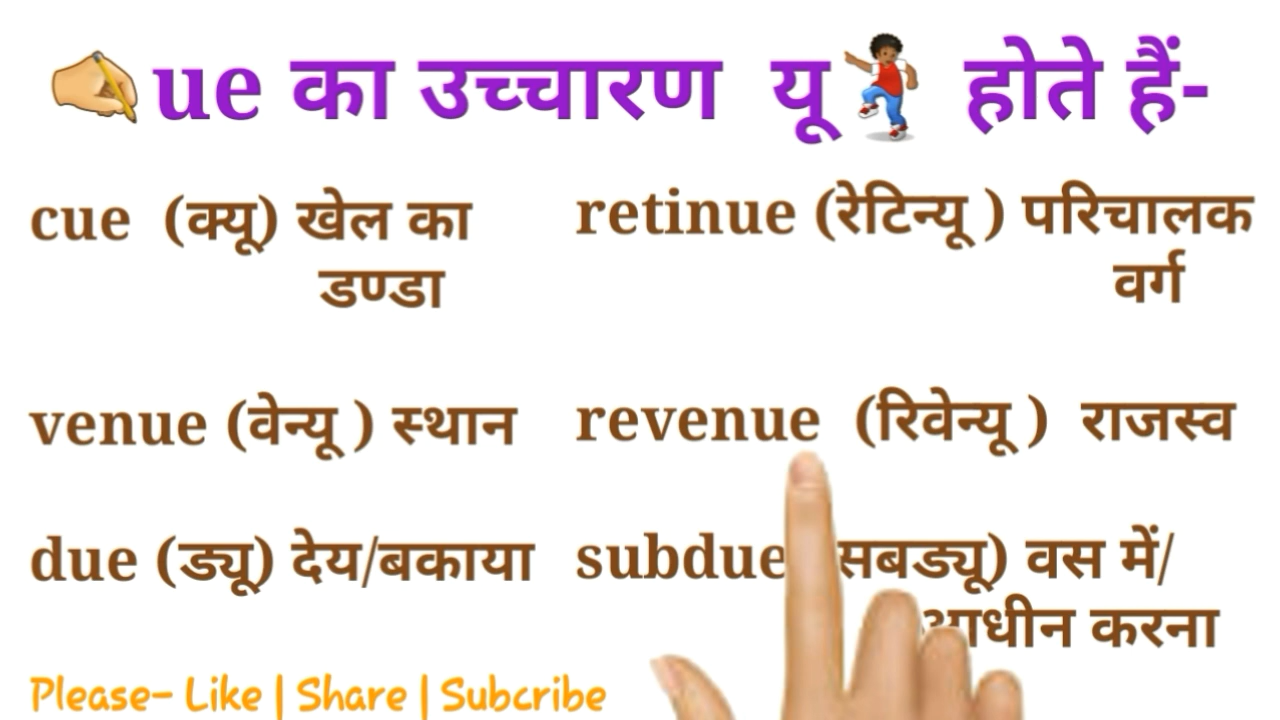 ue का उच्चारण यू होते हैं-
cue (क्यू) खेल का
डण्डा
retinue (रेटिन्यू ) परिचालक
वर्ग
venue (वेन्यू ) स्थान
revenue (रिवेन्यू ) राजस्व
due (ड्यू) देय/बकाया
subdue सबड्यू) वस में/
आधीन करना
Please- Like | Share | Subcribe